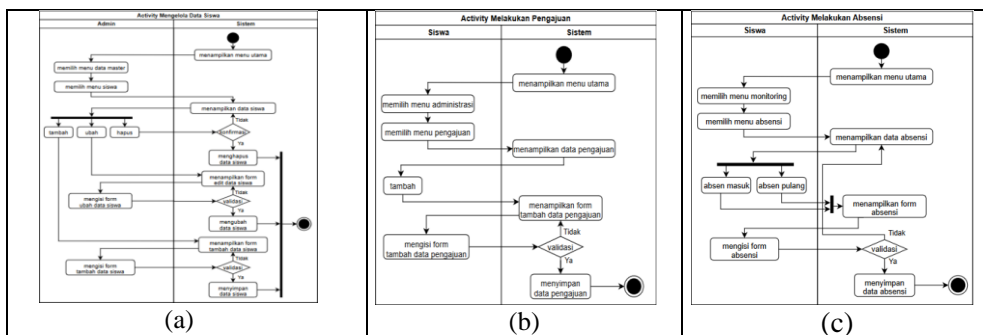 Activity Mengelola Data Siswa
Admin
Sistem
menampilkan menu utama
memilih menu data master
memilih menu siswa
menampilkan data siswa
tambah
ubah
hapus
Tidak
konfirmasi
Ya
menghapus
data siswa
menampilkan form
edit data siswa
mengisi form
ubah data siswa
Tidak
validasi
Ya
mengubah
data siswa
menampilkan form
tambah data siswa
mengisi form
tambah data siswa
Tidak
validasi
Ya
menyimpan
data siswa
(a)
Activity Melakukan Pengajuan
Siswa
Sistem
menampilkan menu utama
memilih menu administrasi
memilih menu pengajuan
menampilkan data pengajuan
tambah
menampilkan form
tambah data pengajuan
mengisi form
tambah data pengajuan
Tidak
validasi
Ya
menyimpan
data pengajuan
(b)
Activity Melakukan Absensi
Siswa
Sistem
menampilkan menu utama
memilih menu monitoring
memilih menu absensi
menampilkan data absensi
absen masuk
absen pulang
menampilkan form
absensi
mengisi form
absensi
Tidak
validasi
Ya
menyimpan
data absensi
(c)